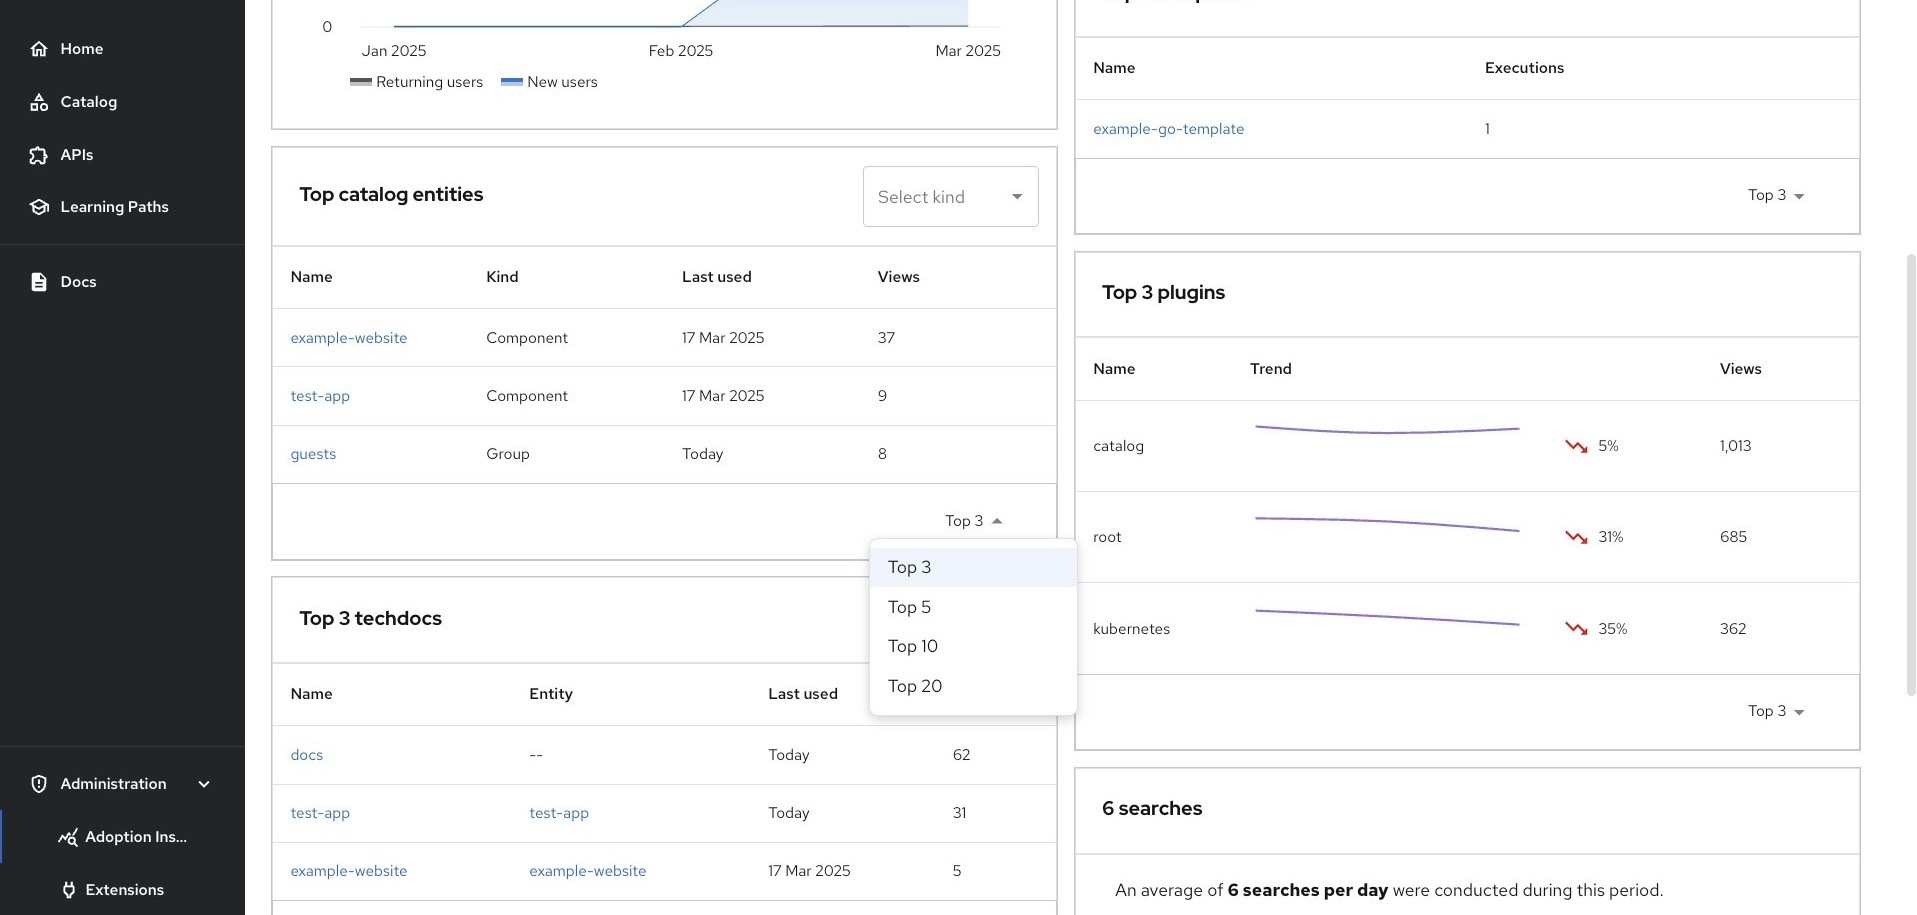 Home
Catalog
APIs
Learning Paths
Docs
Administration
Adoption Ins...
Extensions
0
Jan 2025 Feb 2025 Mar 2025
Returning users New users
Top catalog entities
Select kind
Name Kind Last used Views
example-website Component 17 Mar 2025 37
test-app Component 17 Mar 2025 9
guests Group Today 8
Top 3
Top 3
Top 5
Top 10
Top 20
Top 3 techdocs
Name Entity Last used
docs -- Today 62
test-app test-app Today 31
example-website example-website 17 Mar 2025 5
Name Executions
example-go-template 1
Top 3
Top 3 plugins
Name Trend Views
catalog 5% 1,013
root 31% 685
kubernetes 35% 362
Top 3
6 searches
An average of 6 searches per day were conducted during this period.